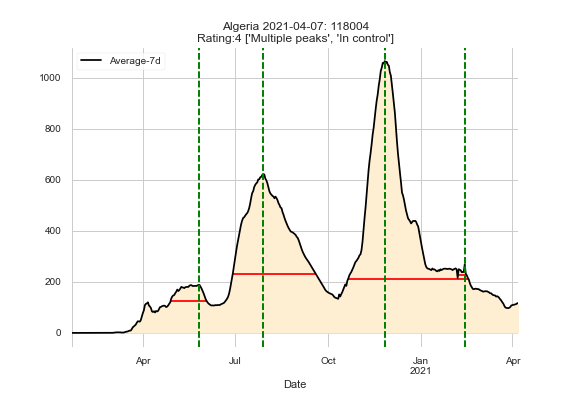 Algeria 2021-04-07: 118004
Rating:4 ['Multiple peaks', 'In control']
Average-7d
1000
800
600
400
200
0
Apr
Jul
Oct
Jan
2021
Apr
Date